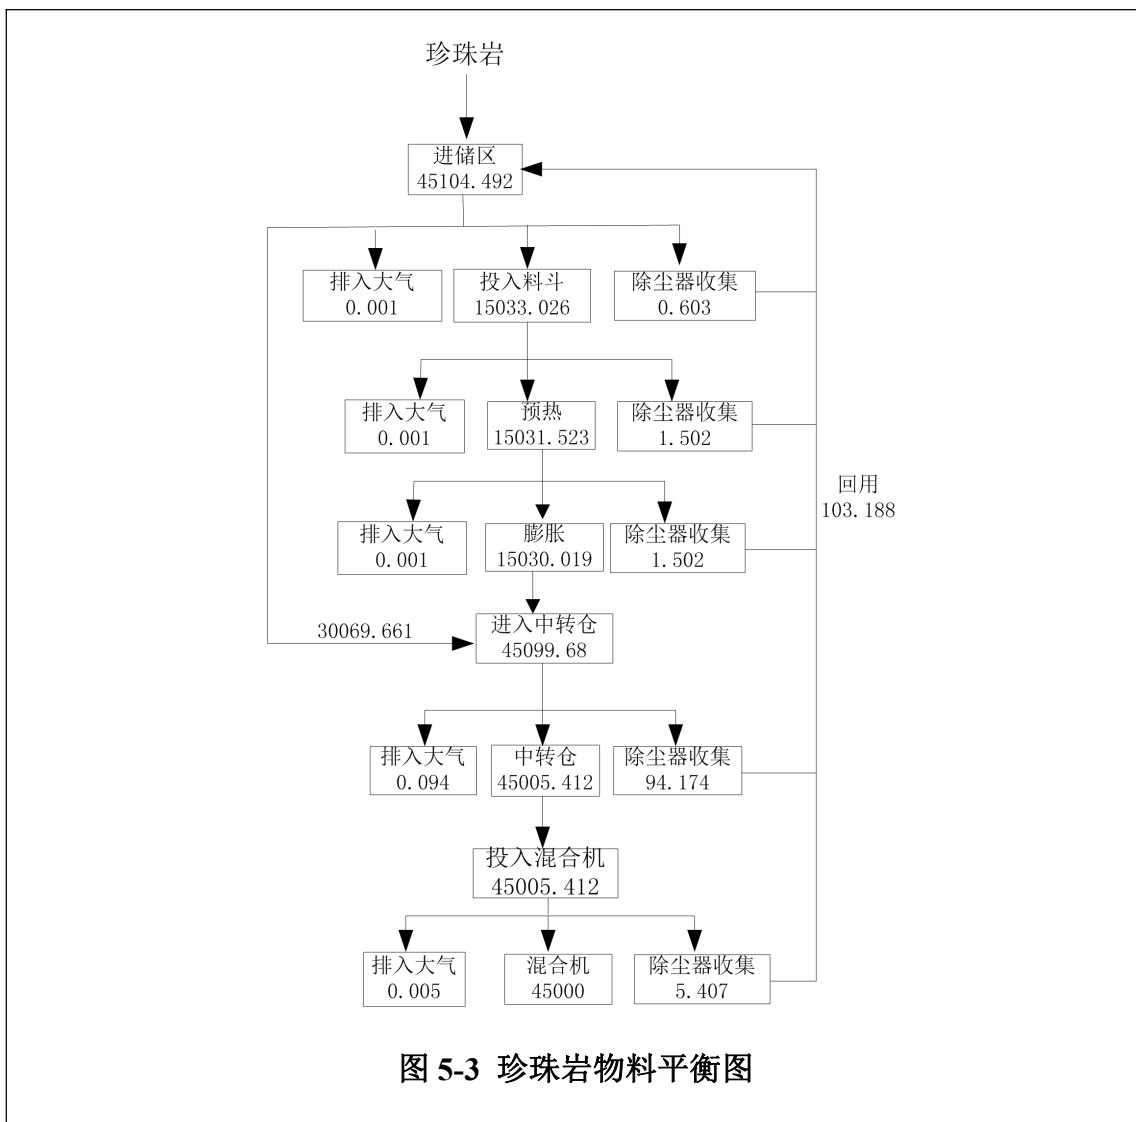 珍珠岩
进储区
45104.492
排入大气
0.001
投入料斗
15033.026
除尘器收集
0.603
排入大气
0.001
预热
15031.523
除尘器收集
1.502
回用
103.188
排入大气
0.001
膨胀
15030.019
除尘器收集
1.502
30069.661
进入中转仓
45099.68
排入大气
0.094
中转仓
45005.412
除尘器收集
94.174
投入混合机
45005.412
排入大气
0.005
混合机
45000
除尘器收集
5.407
图 5-3 珍珠岩物料平衡图